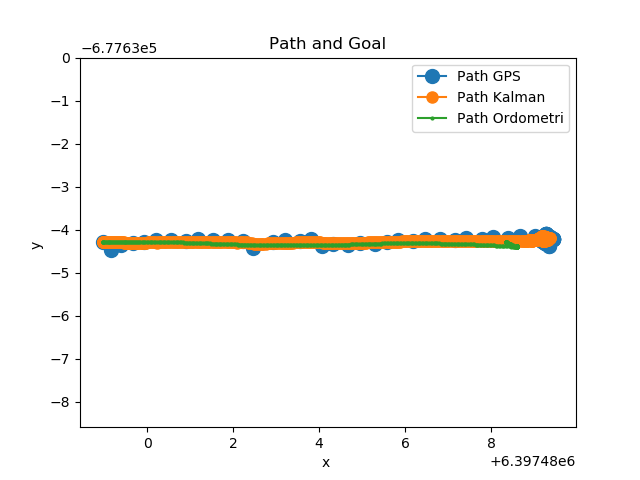 Path and Goal
−6.7763e5
0
−1
−2
−3
−4
−5
−6
−7
−8
y
Path GPS
Path Kalman
Path Ordometri
0 2 4 6 8
x
+6.39748e6